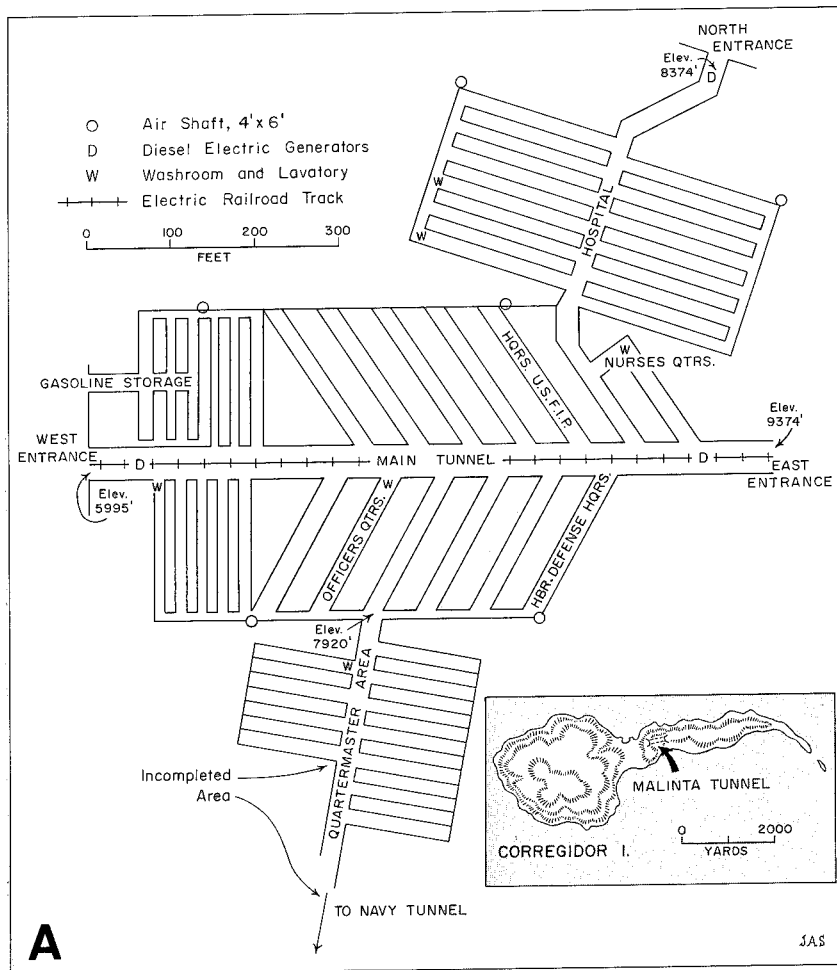 NORTH
ENTRANCE
Elev.
8374'
D
O Air Shaft, 4'x 6'
D Diesel Electric Generators
W Washroom and Lavatory
Electric Railroad Track
0 100 200 300
FEET
HOSPITAL
W
W
GASOLINE STORAGE
HQRS. U.S.F.I.P.
W
NURSES QTRS.
WEST
ENTRANCE
Elev.
9374'
D
MAIN TUNNEL
D
EAST
ENTRANCE
Elev.
5995'
W
OFFICERS QTRS.
W
HBR. DEFENSE HQRS.
Elev.
7920'
W
QUARTERMASTER AREA
Incompleted
Area
TO NAVY TUNNEL
MALINTA TUNNEL
0 2000
YARDS
CORREGIDOR I.
A
JAS